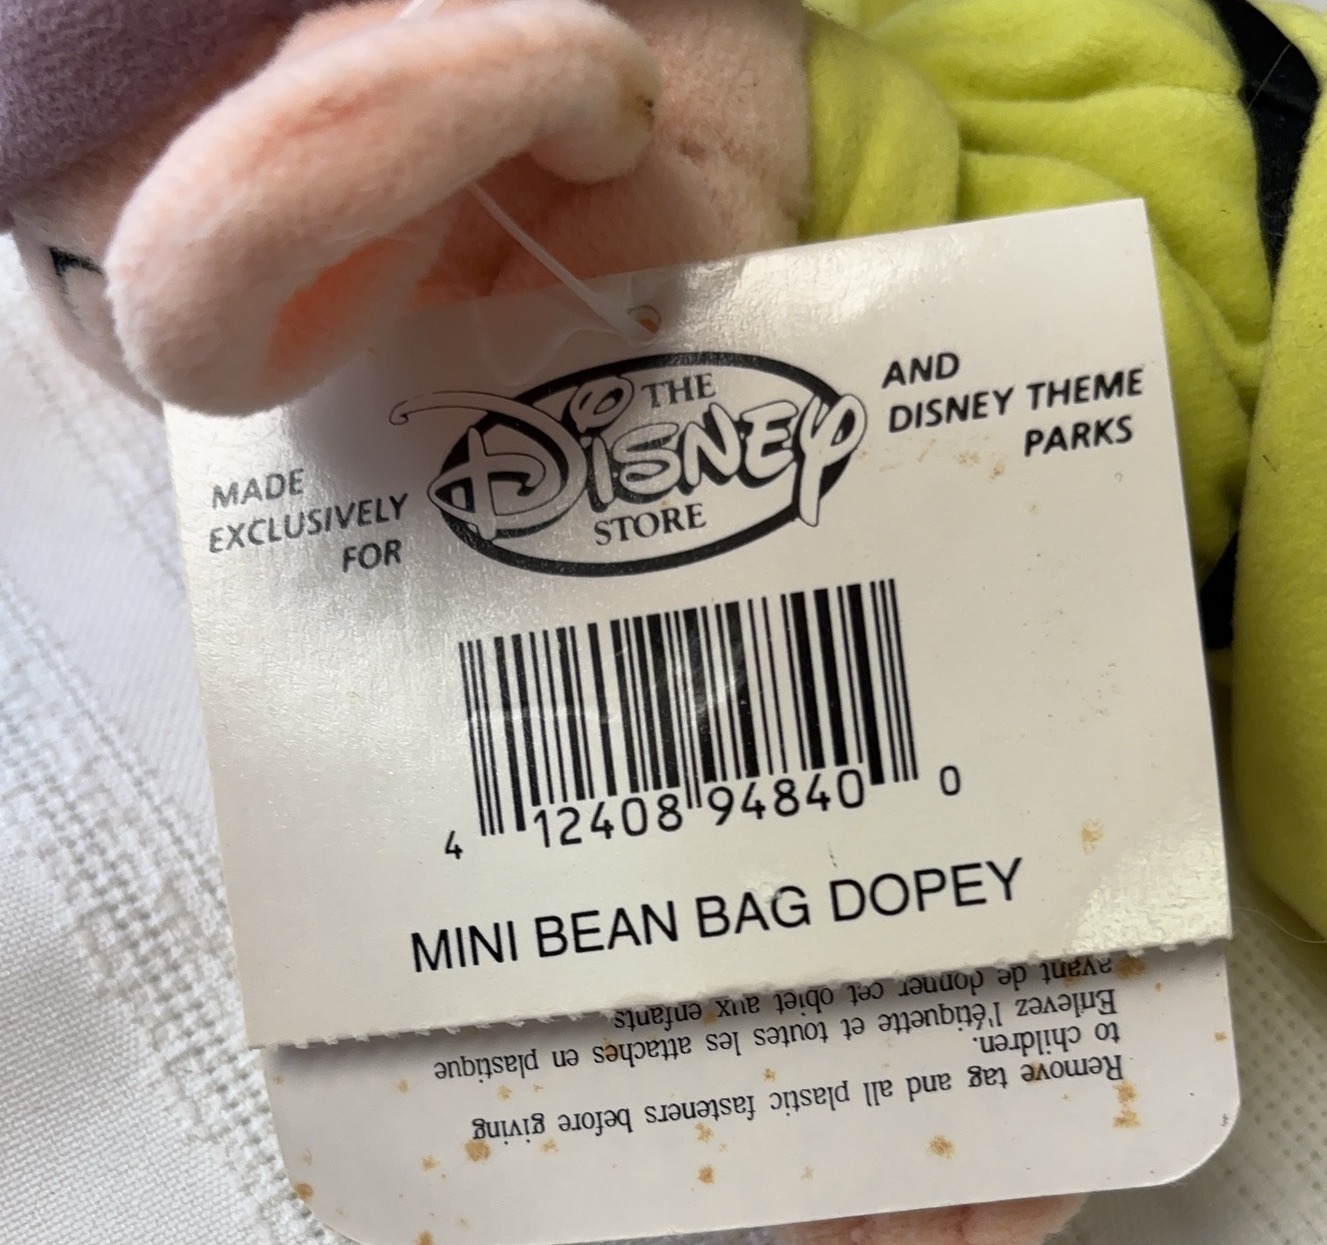 MADE
EXCLUSIVELY
FOR
THE
DISNEY
STORE
AND
DISNEY THEME
PARKS
4 12408 94840 0
MINI BEAN BAG DOPEY
Remove tag and all plastic fasteners before giving
to children.
Enlevez l'étiquette et toutes les attaches en plastique
avant de donner cet objet aux enfants